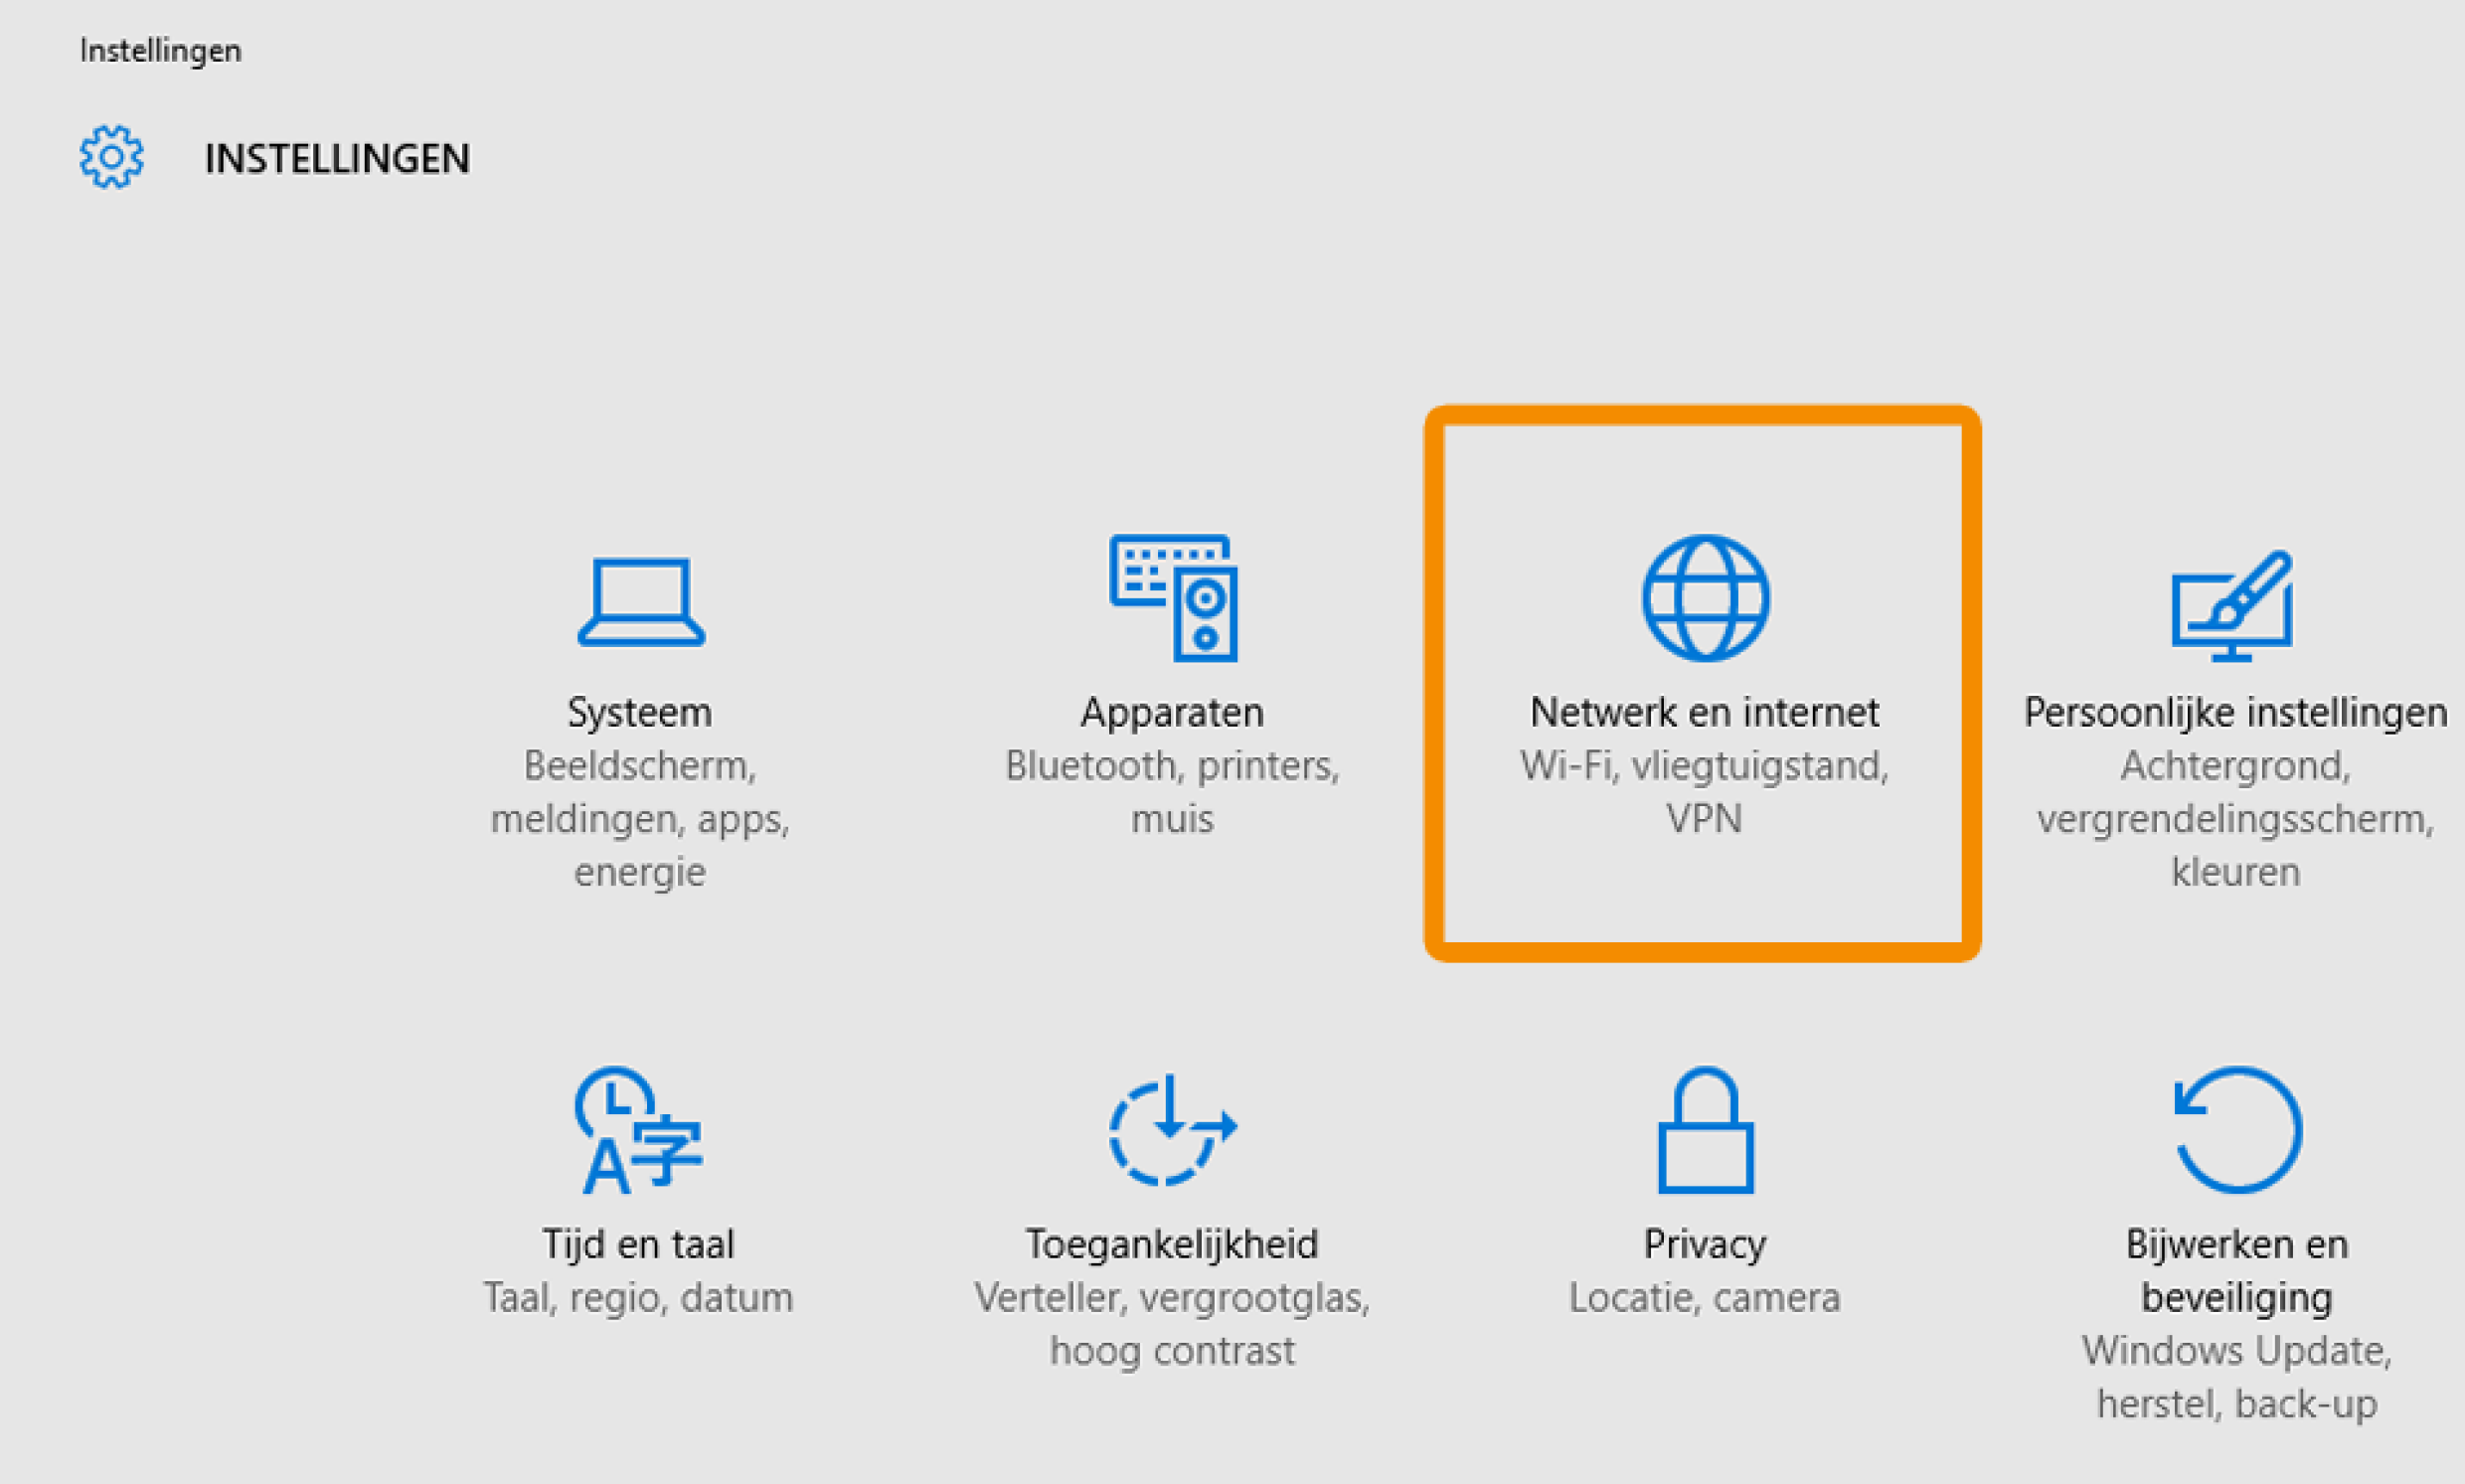 Instellingen
INSTELLINGEN
Systeem
Beeldscherm,
meldingen, apps,
energie
Apparaten
Bluetooth, printers,
muis
Netwerk en internet
Wi-Fi, vliegtuigstand,
VPN
Persoonlijke instellingen
Achtergrond,
vergrendelingsscherm,
kleuren
Tijd en taal
Taal, regio, datum
Toegankelijkheid
Verteller, vergrootglas,
hoog contrast
Privacy
Locatie, camera
Bijwerken en
beveiliging
Windows Update,
herstel, back-up